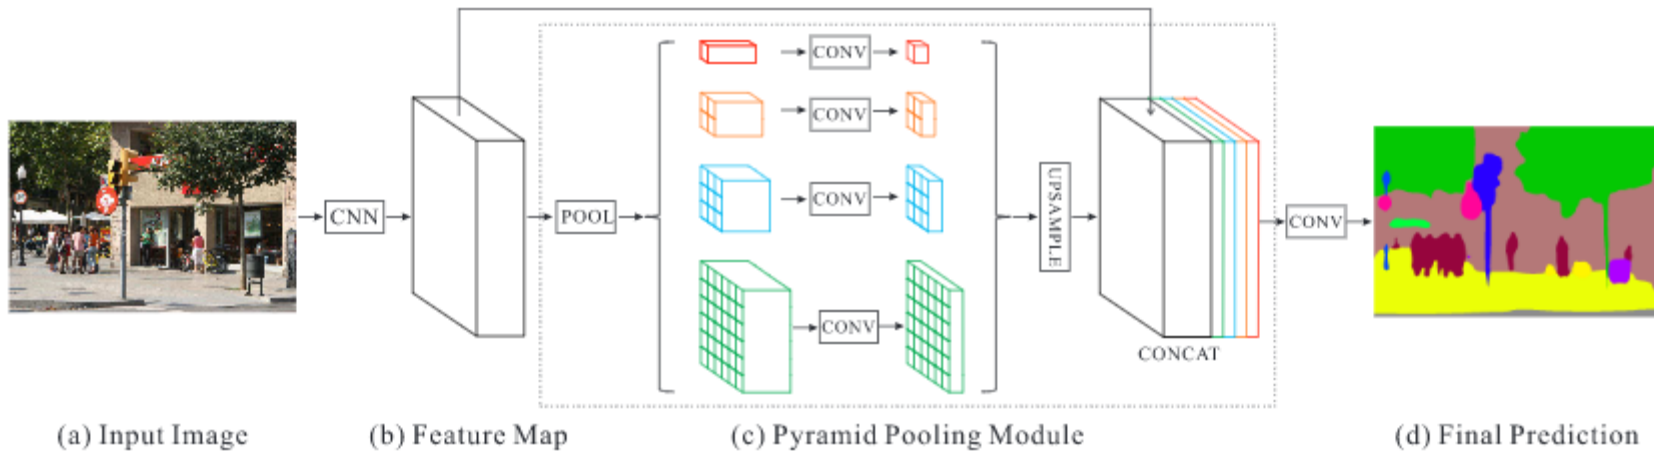 CNN
POOL
CONV
CONV
CONV
CONV
UPSAMPLE
CONCAT
CONV
(a) Input Image
(b) Feature Map
(c) Pyramid Pooling Module
(d) Final Prediction